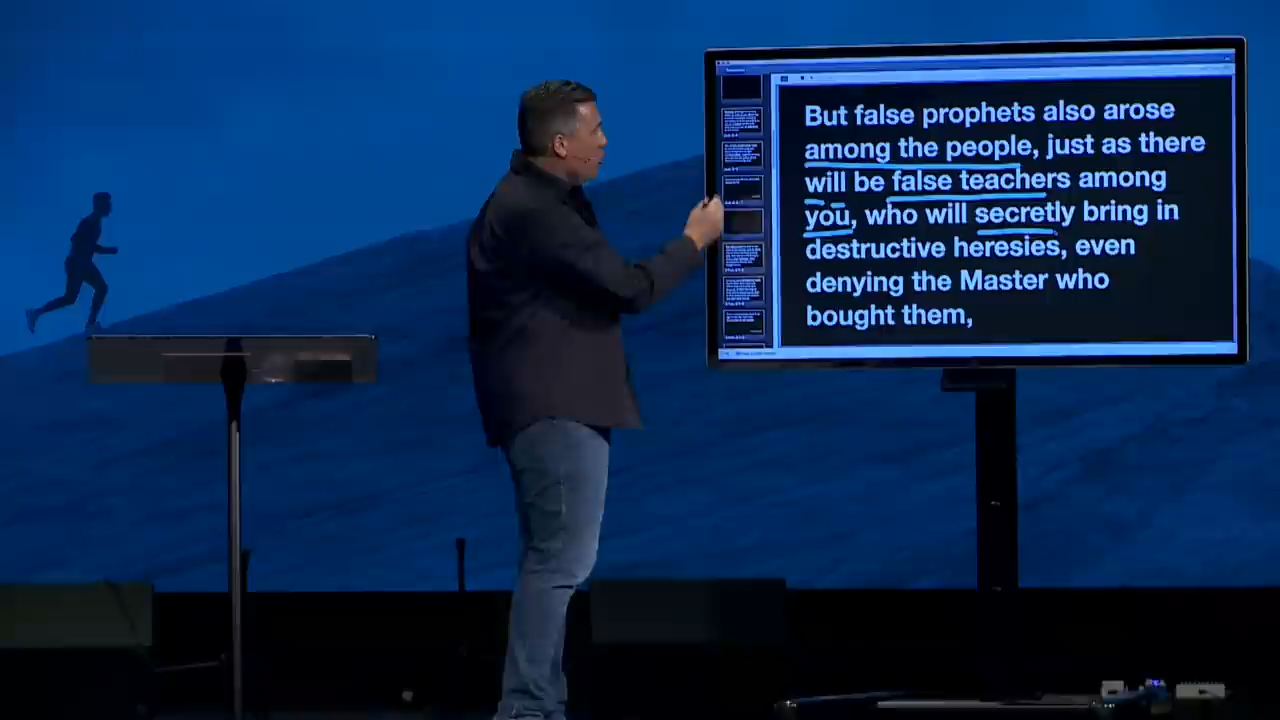 But false prophets also arose
among the people, just as there
will be false teachers among
you, who will secretly bring in
destructive heresies, even
denying the Master who
bought them,